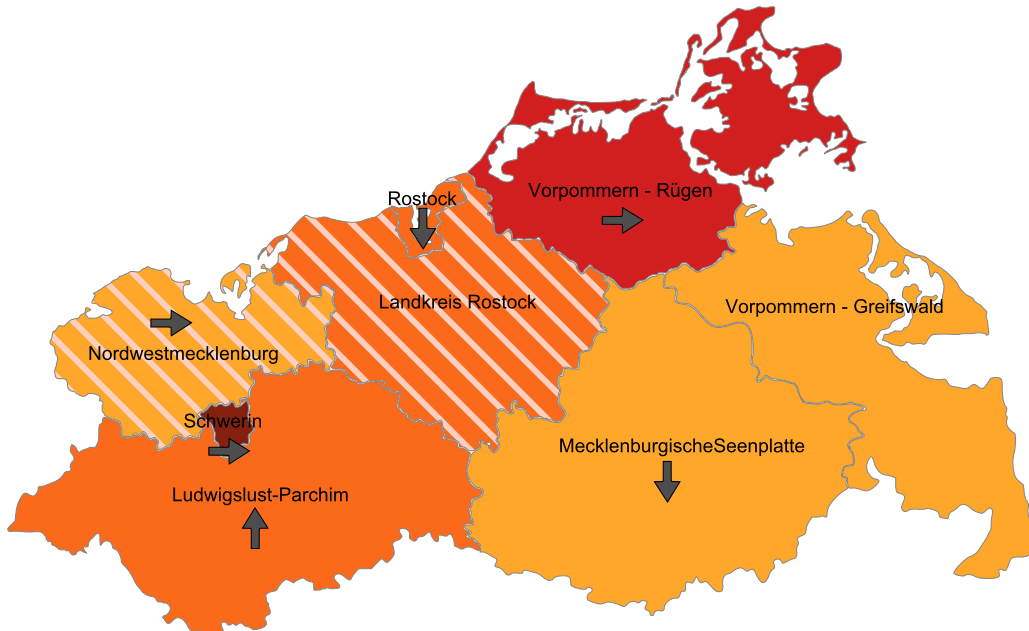 Vorpommern - Rügen
Rostock
Landkreis Rostock
Vorpommern - Greifswald
Nordwestmecklenburg
Schwerin
MecklenburgischeSeenplatte
Ludwigslust-Parchim